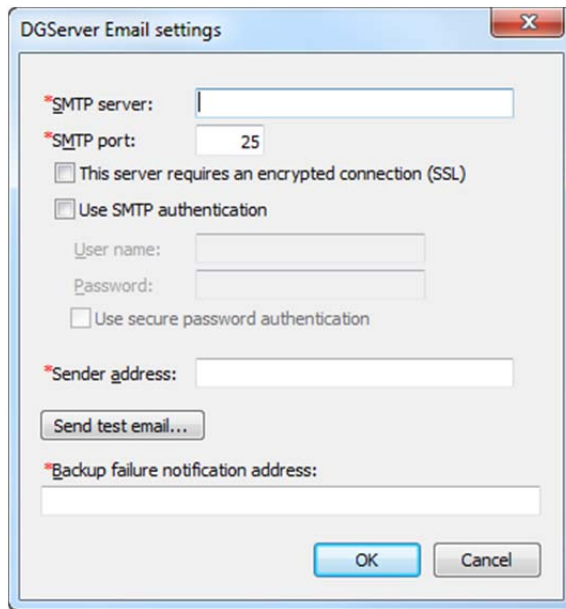 DGServer Email settings
*SMTP server:
*SMTP port: 25
This server requires an encrypted connection (SSL)
Use SMTP authentication
User name:
Password:
Use secure password authentication
*Sender address:
Send test email...
*Backup failure notification address:
OK Cancel